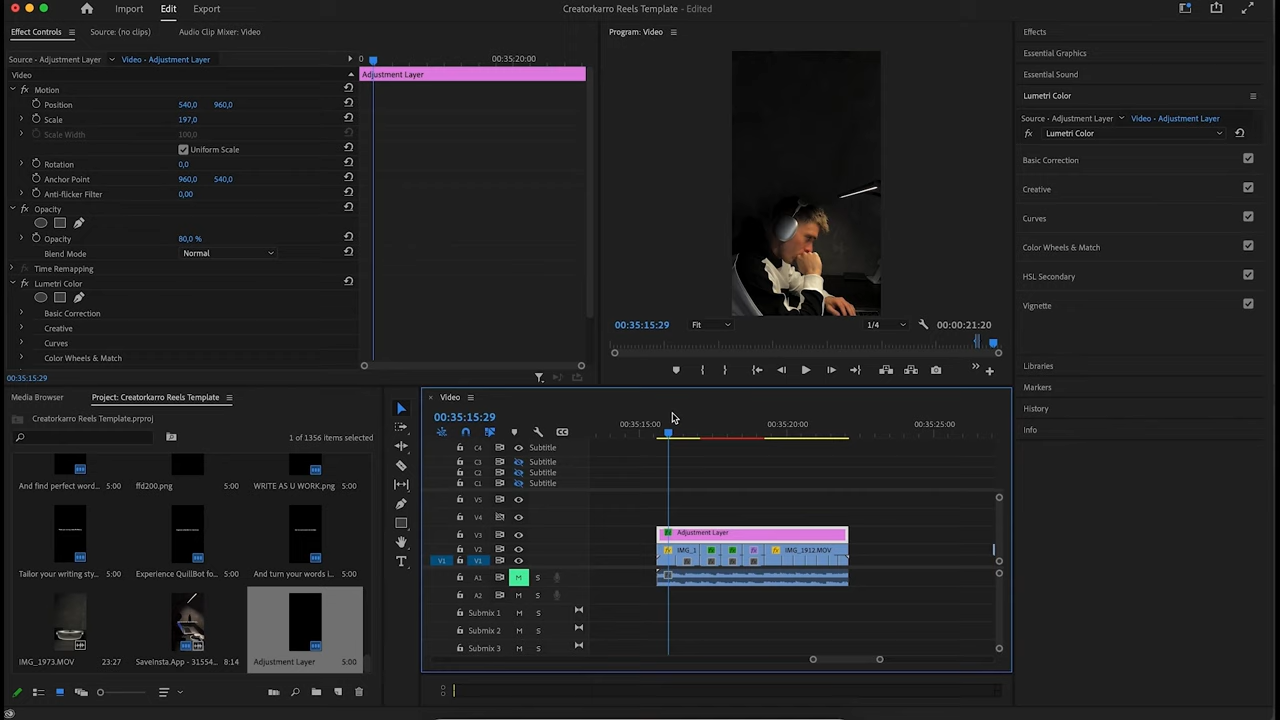 Import
Edit
Export
Creatorkarro Reels Template - Edited
Effect Controls
Source: (no clips)
Audio Clip Mixer: Video
Source - Adjustment Layer
Video - Adjustment Layer
00:35:20:00
Video
Adjustment Layer
fx Motion
Position 540,0 960,0
Scale 197,0
Scale Width 100,0
Uniform Scale
Rotation 0,0
Anchor Point 960,0 540,0
Anti-flicker Filter 0,00
fx Opacity
Opacity 80,0 %
Blend Mode Normal
fx Time Remapping
fx Lumetri Color
Basic Correction
Creative
Curves
Color Wheels & Match
00:35:15:29
Program: Video
00:35:15:29
Fit
1/4
00:00:21:20
Effects
Essential Graphics
Essential Sound
Lumetri Color
Source - Adjustment Layer
Video - Adjustment Layer
fx Lumetri Color
Basic Correction
Creative
Curves
Color Wheels & Match
HSL Secondary
Vignette
Libraries
Markers
History
Info
Media Browser
Project: Creatorkarro Reels Template
Creatorkarro Reels Template.prproj
1 of 1356 items selected
And find perfect word... 5:00
ffd200.png 5:00
WRITE AS U WORK.png 5:00
Tailor your writing sty... 5:00
Experience QuillBot fo... 5:00
And turn your words i... 5:00
IMG_1973.MOV 23:27
SaveInsta.App - 31554... 8:14
Adjustment Layer 5:00
Video
00:35:15:29
00:35:15:00
00:35:20:00
00:35:25:00
C4 Subtitle
C3 Subtitle
C2 Subtitle
C1 Subtitle
V5
V4
V3
Adjustment Layer
V2
IMG_1
IMG_1912.MOV
V1 V1
A1 M S
A2 M S
Submix 1 M S
Submix 2 M S
Submix 3 M S
S S